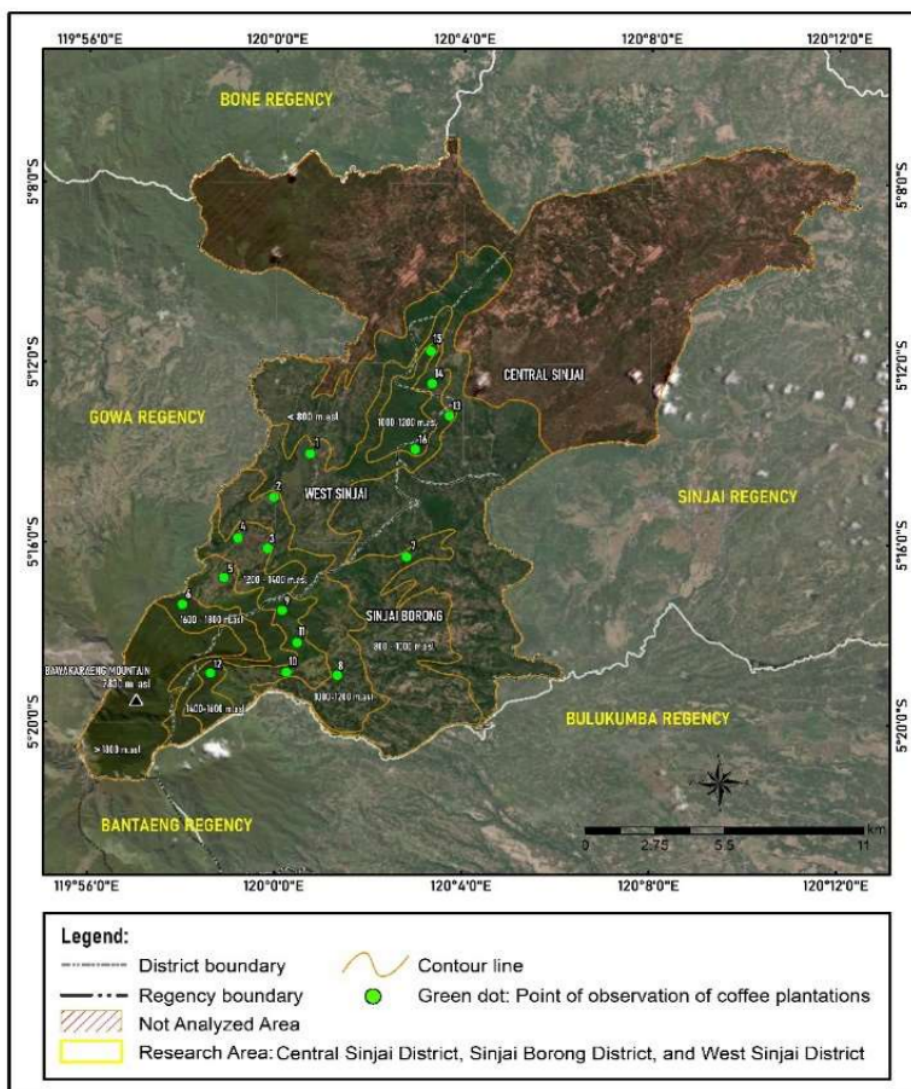 119°56'0"E 120°0'0"E 120°4'0"E 120°8'0"E 120°12'0"E
BONE REGENCY
5°8'0"S 5°8'0"S
15
5°12'0"S 5°12'0"S
14
CENTRAL SINJAI
13
GOWA REGENCY
< 800 m.asl
1000-1200 m.asl
16
1
2
WEST SINJAI
SINJAI REGENCY
4
3
5°16'0"S 5°16'0"S
7
5
1200 - 1400 m.asl
6
9
1600 - 1800 m.asl
SINJAI BORONG
11
800 - 1000 m.asl
12
10
8
MOUNTAIN
1000-1200 m.asl
1400-1600 m.asl
5°20'0"S 5°20'0"S
BULUKUMBA REGENCY
> 1800 m.asl
BANTAENG REGENCY
km
0 2.75 5.5 11
119°56'0"E 120°0'0"E 120°4'0"E 120°8'0"E 120°12'0"E
Legend:
District boundary
Contour line
Regency boundary
Green dot: Point of observation of coffee plantations
Not Analyzed Area
Research Area: Central Sinjai District, Sinjai Borong District, and West Sinjai District